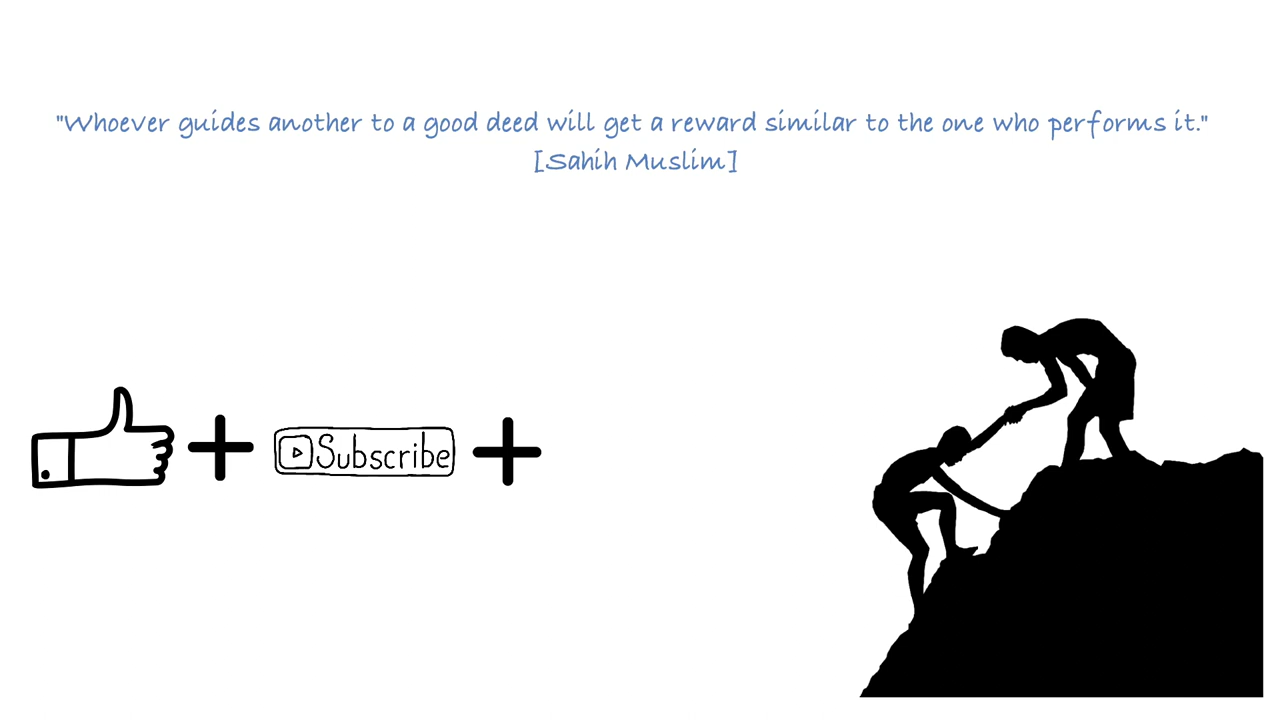 "Whoever guides another to a good deed will get a reward similar to the one who performs it."
[Sahih Muslim]
Subscribe